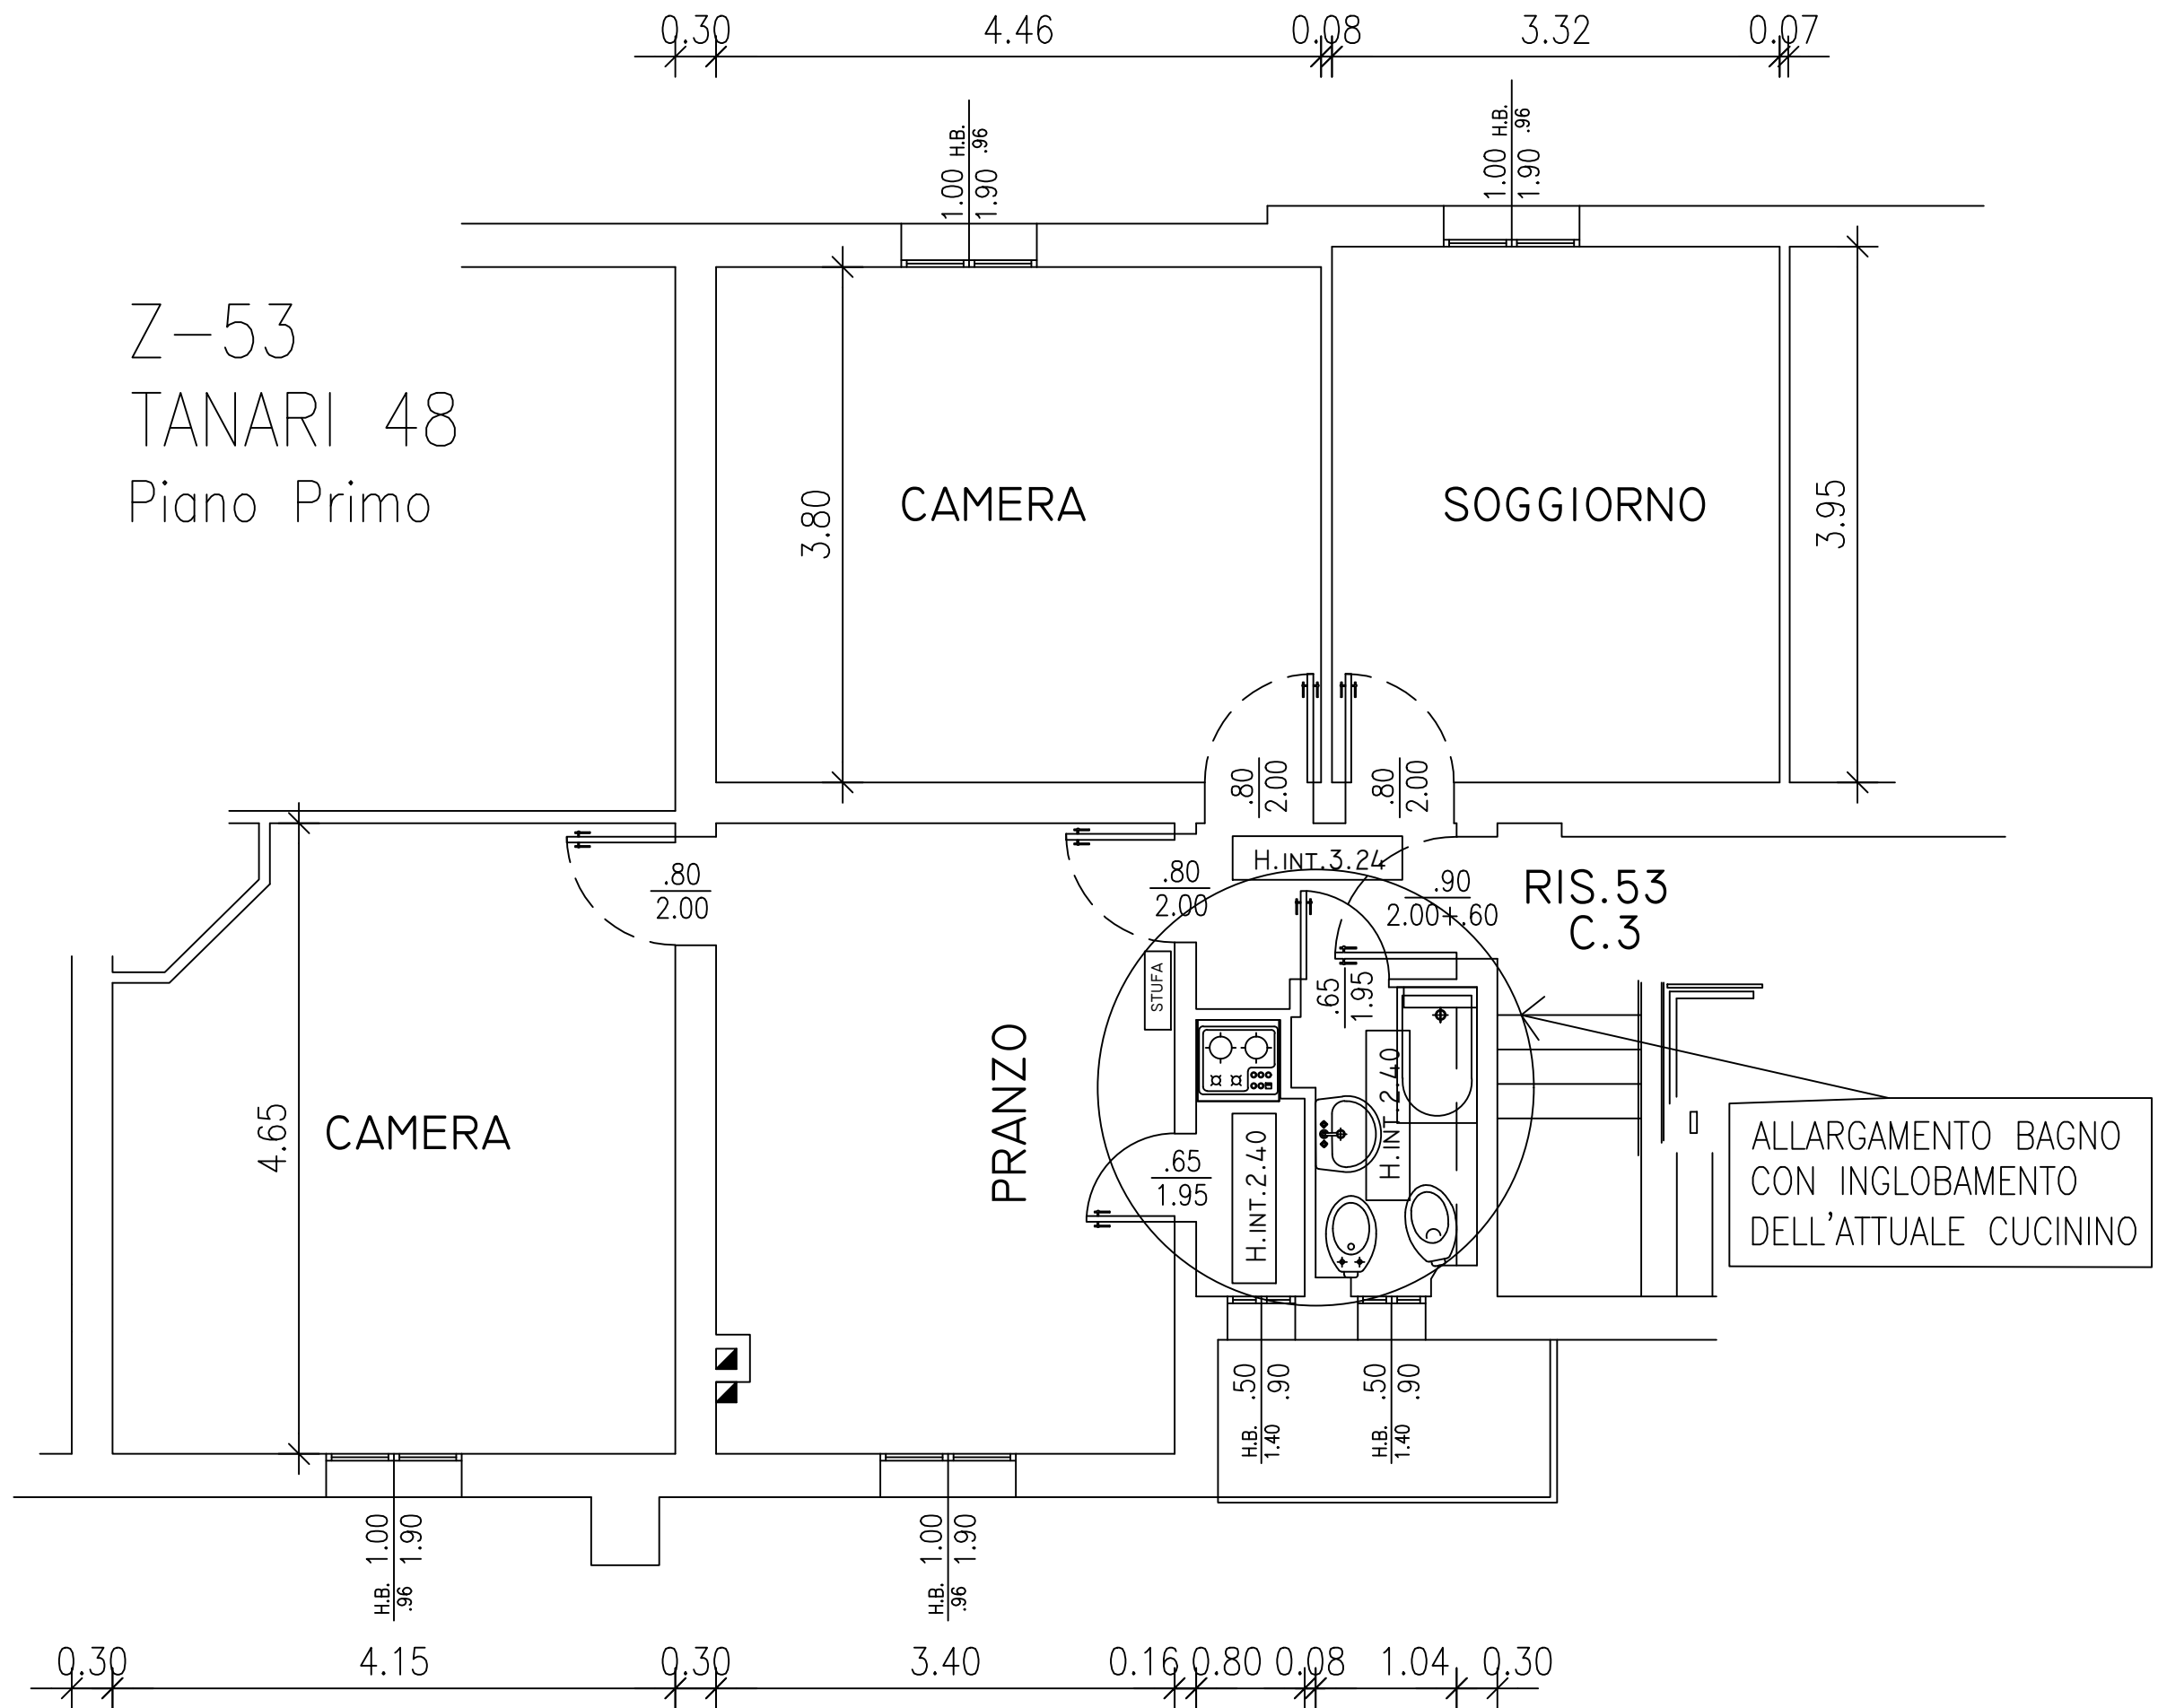 0.30 4.46 0.08 3.32 0.07
1.00 H.B.
1.90 .96
1.00 H.B.
1.90 .96
Z-53
TANARI 48
Piano Primo
3.80
CAMERA
SOGGIORNO
3.95
.80
2.00
.80
2.00
H.INT.3.24
.80
2.00
.80
2.00
.90
2.00+.60
RIS.53
C.3
STUFA
.65
1.95
4.65
CAMERA
PRANZO
.65
1.95
H.INT.2.40
H.INT.2.40
ALLARGAMENTO BAGNO
CON INGLOBAMENTO
DELL'ATTUALE CUCININO
H.B. .50
1.40 .90
H.B. .50
1.40 .90
H.B. 1.00
.96 1.90
H.B. 1.00
.96 1.90
0.30 4.15 0.30 3.40 0.16 0.80 0.08 1.04 0.30